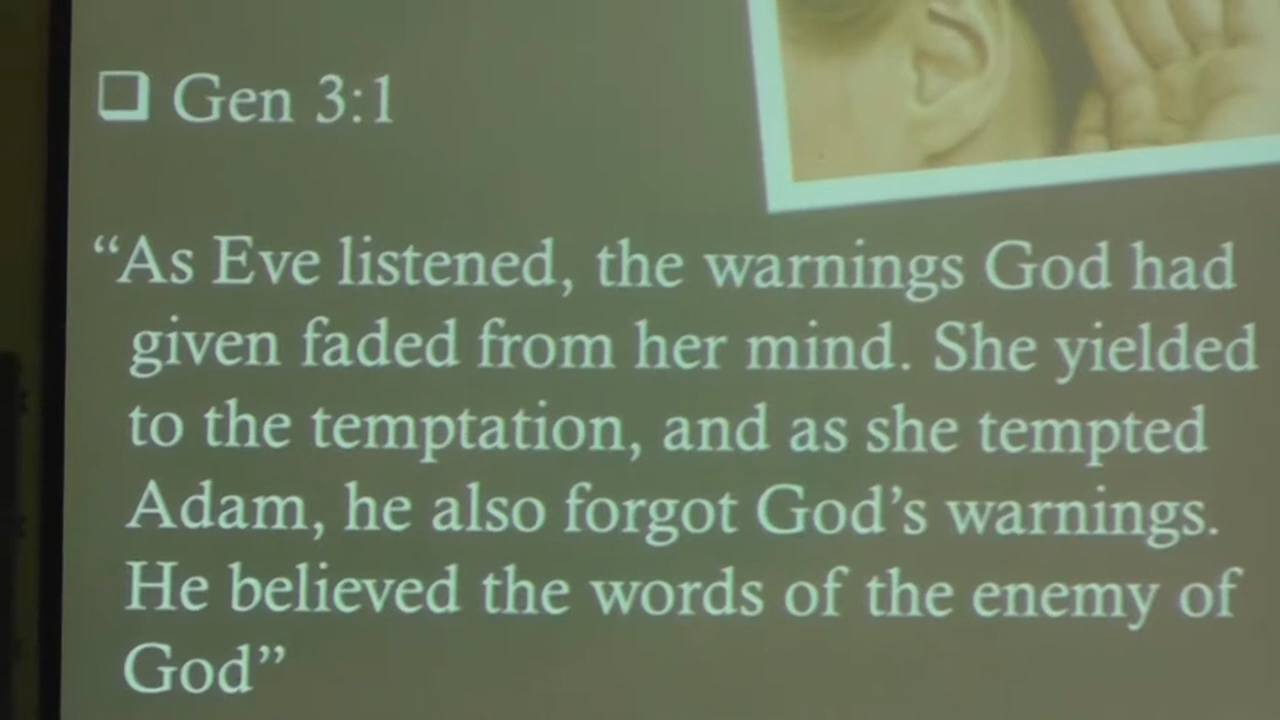 ❑ Gen 3:1
“As Eve listened, the warnings God had
given faded from her mind. She yielded
to the temptation, and as she tempted
Adam, he also forgot God’s warnings.
He believed the words of the enemy of
God”